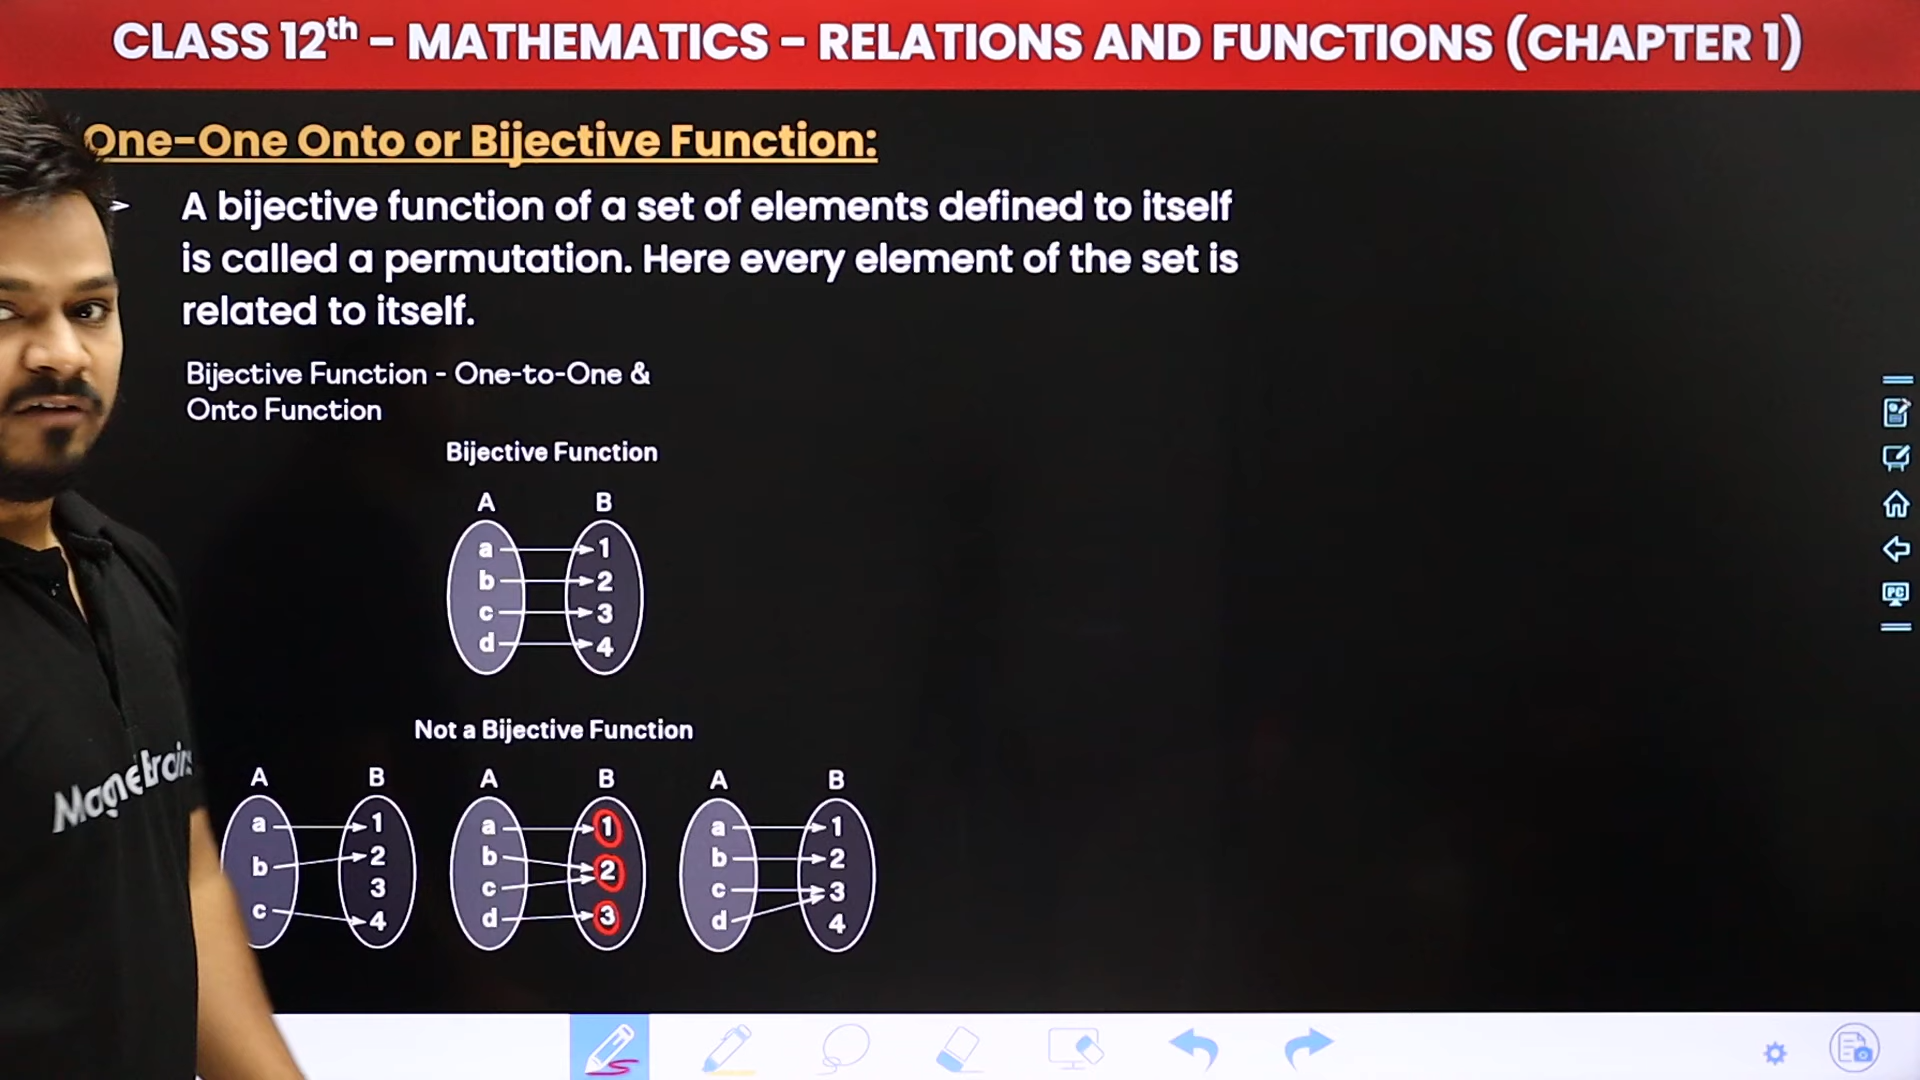 CLASS 12th - MATHEMATICS - RELATIONS AND FUNCTIONS (CHAPTER 1)
One-One Onto or Bijective Function:
➢ A bijective function of a set of elements defined to itself
is called a permutation. Here every element of the set is
related to itself.
Bijective Function - One-to-One &
Onto Function
Bijective Function
A B
a 1
b 2
c 3
d 4
Not a Bijective Function
A B A B A B
a 1 a 1 a 1
b 2 b 2 b 2
3 c c 3
c 4 d 3 d 4
Magnet Brains
PC